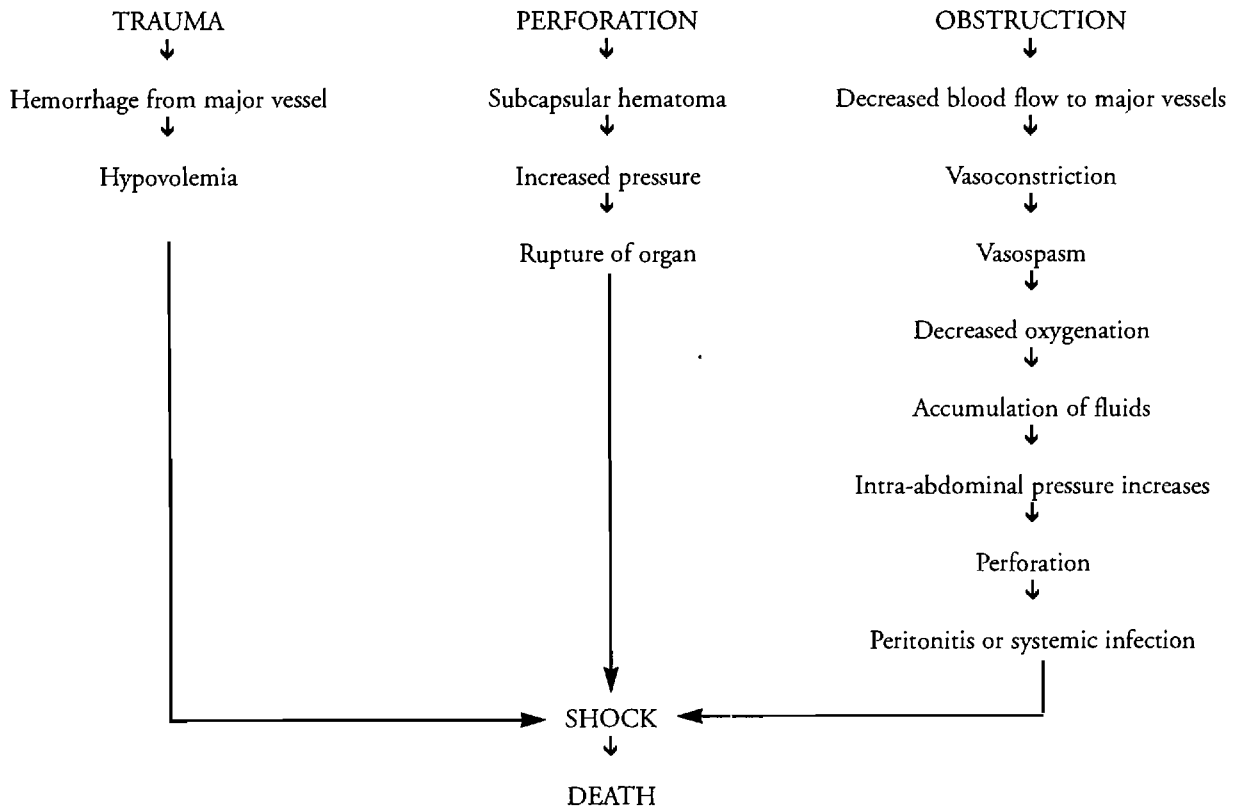 TRAUMA
Hemorrhage from major vessel
Hypovolemia
PERFORATION
Subcapsular hematoma
Increased pressure
Rupture of organ
OBSTRUCTION
Decreased blood flow to major vessels
Vasoconstriction
Vasospasm
Decreased oxygenation
Accumulation of fluids
Intra-abdominal pressure increases
Perforation
Peritonitis or systemic infection
SHOCK
DEATH